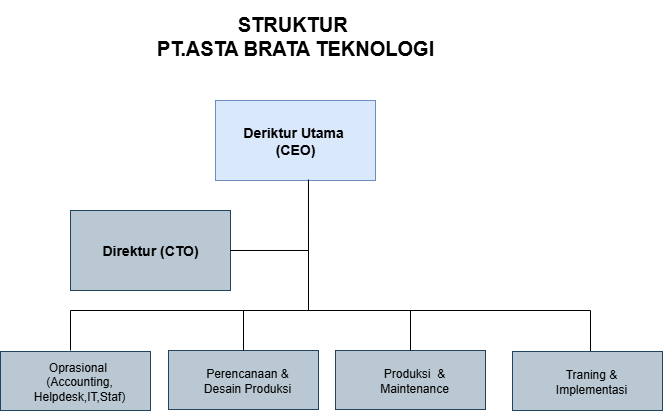 STRUKTUR
PT.ASTA BRATA TEKNOLOGI
Deriktur Utama
(CEO)
Direktur (CTO)
Oprasional
(Accounting,
Helpdesk,IT,Staf)
Perencanaan &
Desain Produksi
Produksi &
Maintenance
Traning &
Implementasi